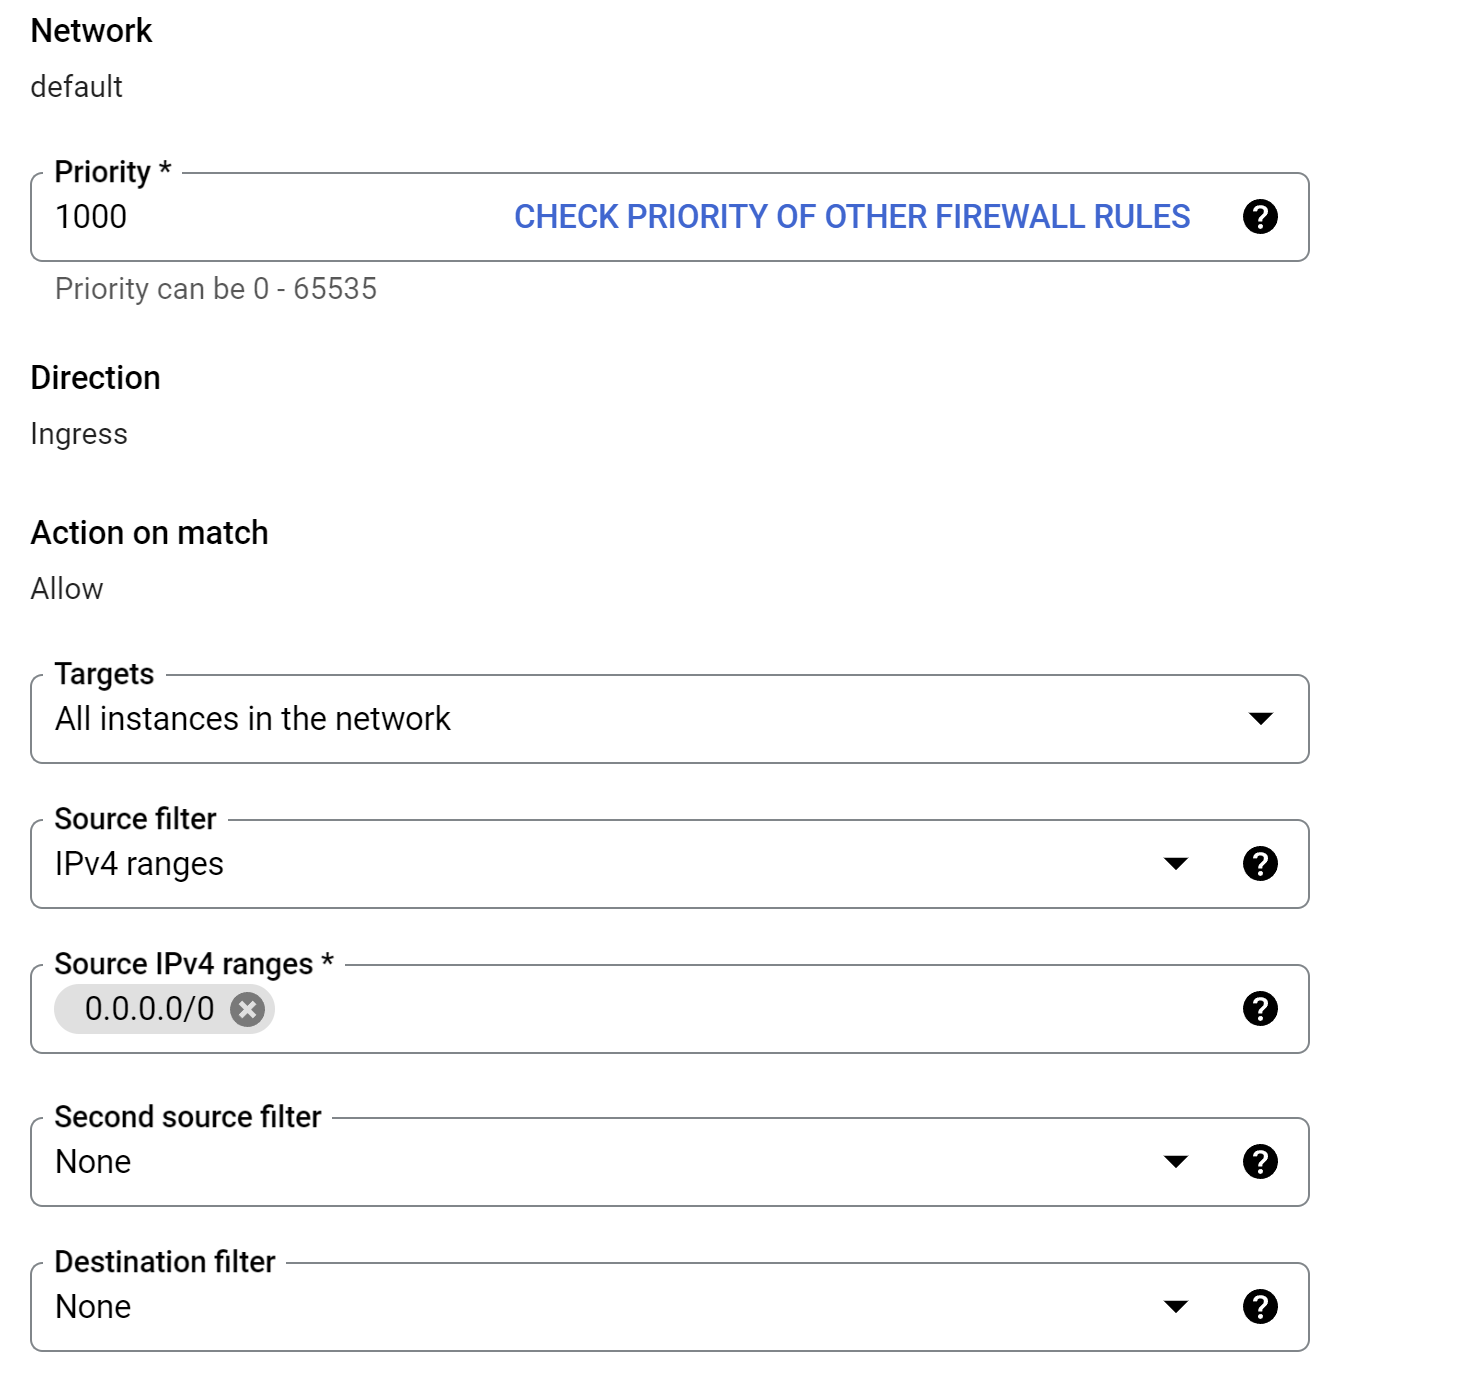 Network
default
Priority *
1000 CHECK PRIORITY OF OTHER FIREWALL RULES
Priority can be 0 - 65535
Direction
Ingress
Action on match
Allow
Targets
All instances in the network
Source filter
IPv4 ranges
Source IPv4 ranges *
0.0.0.0/0
Second source filter
None
Destination filter
None